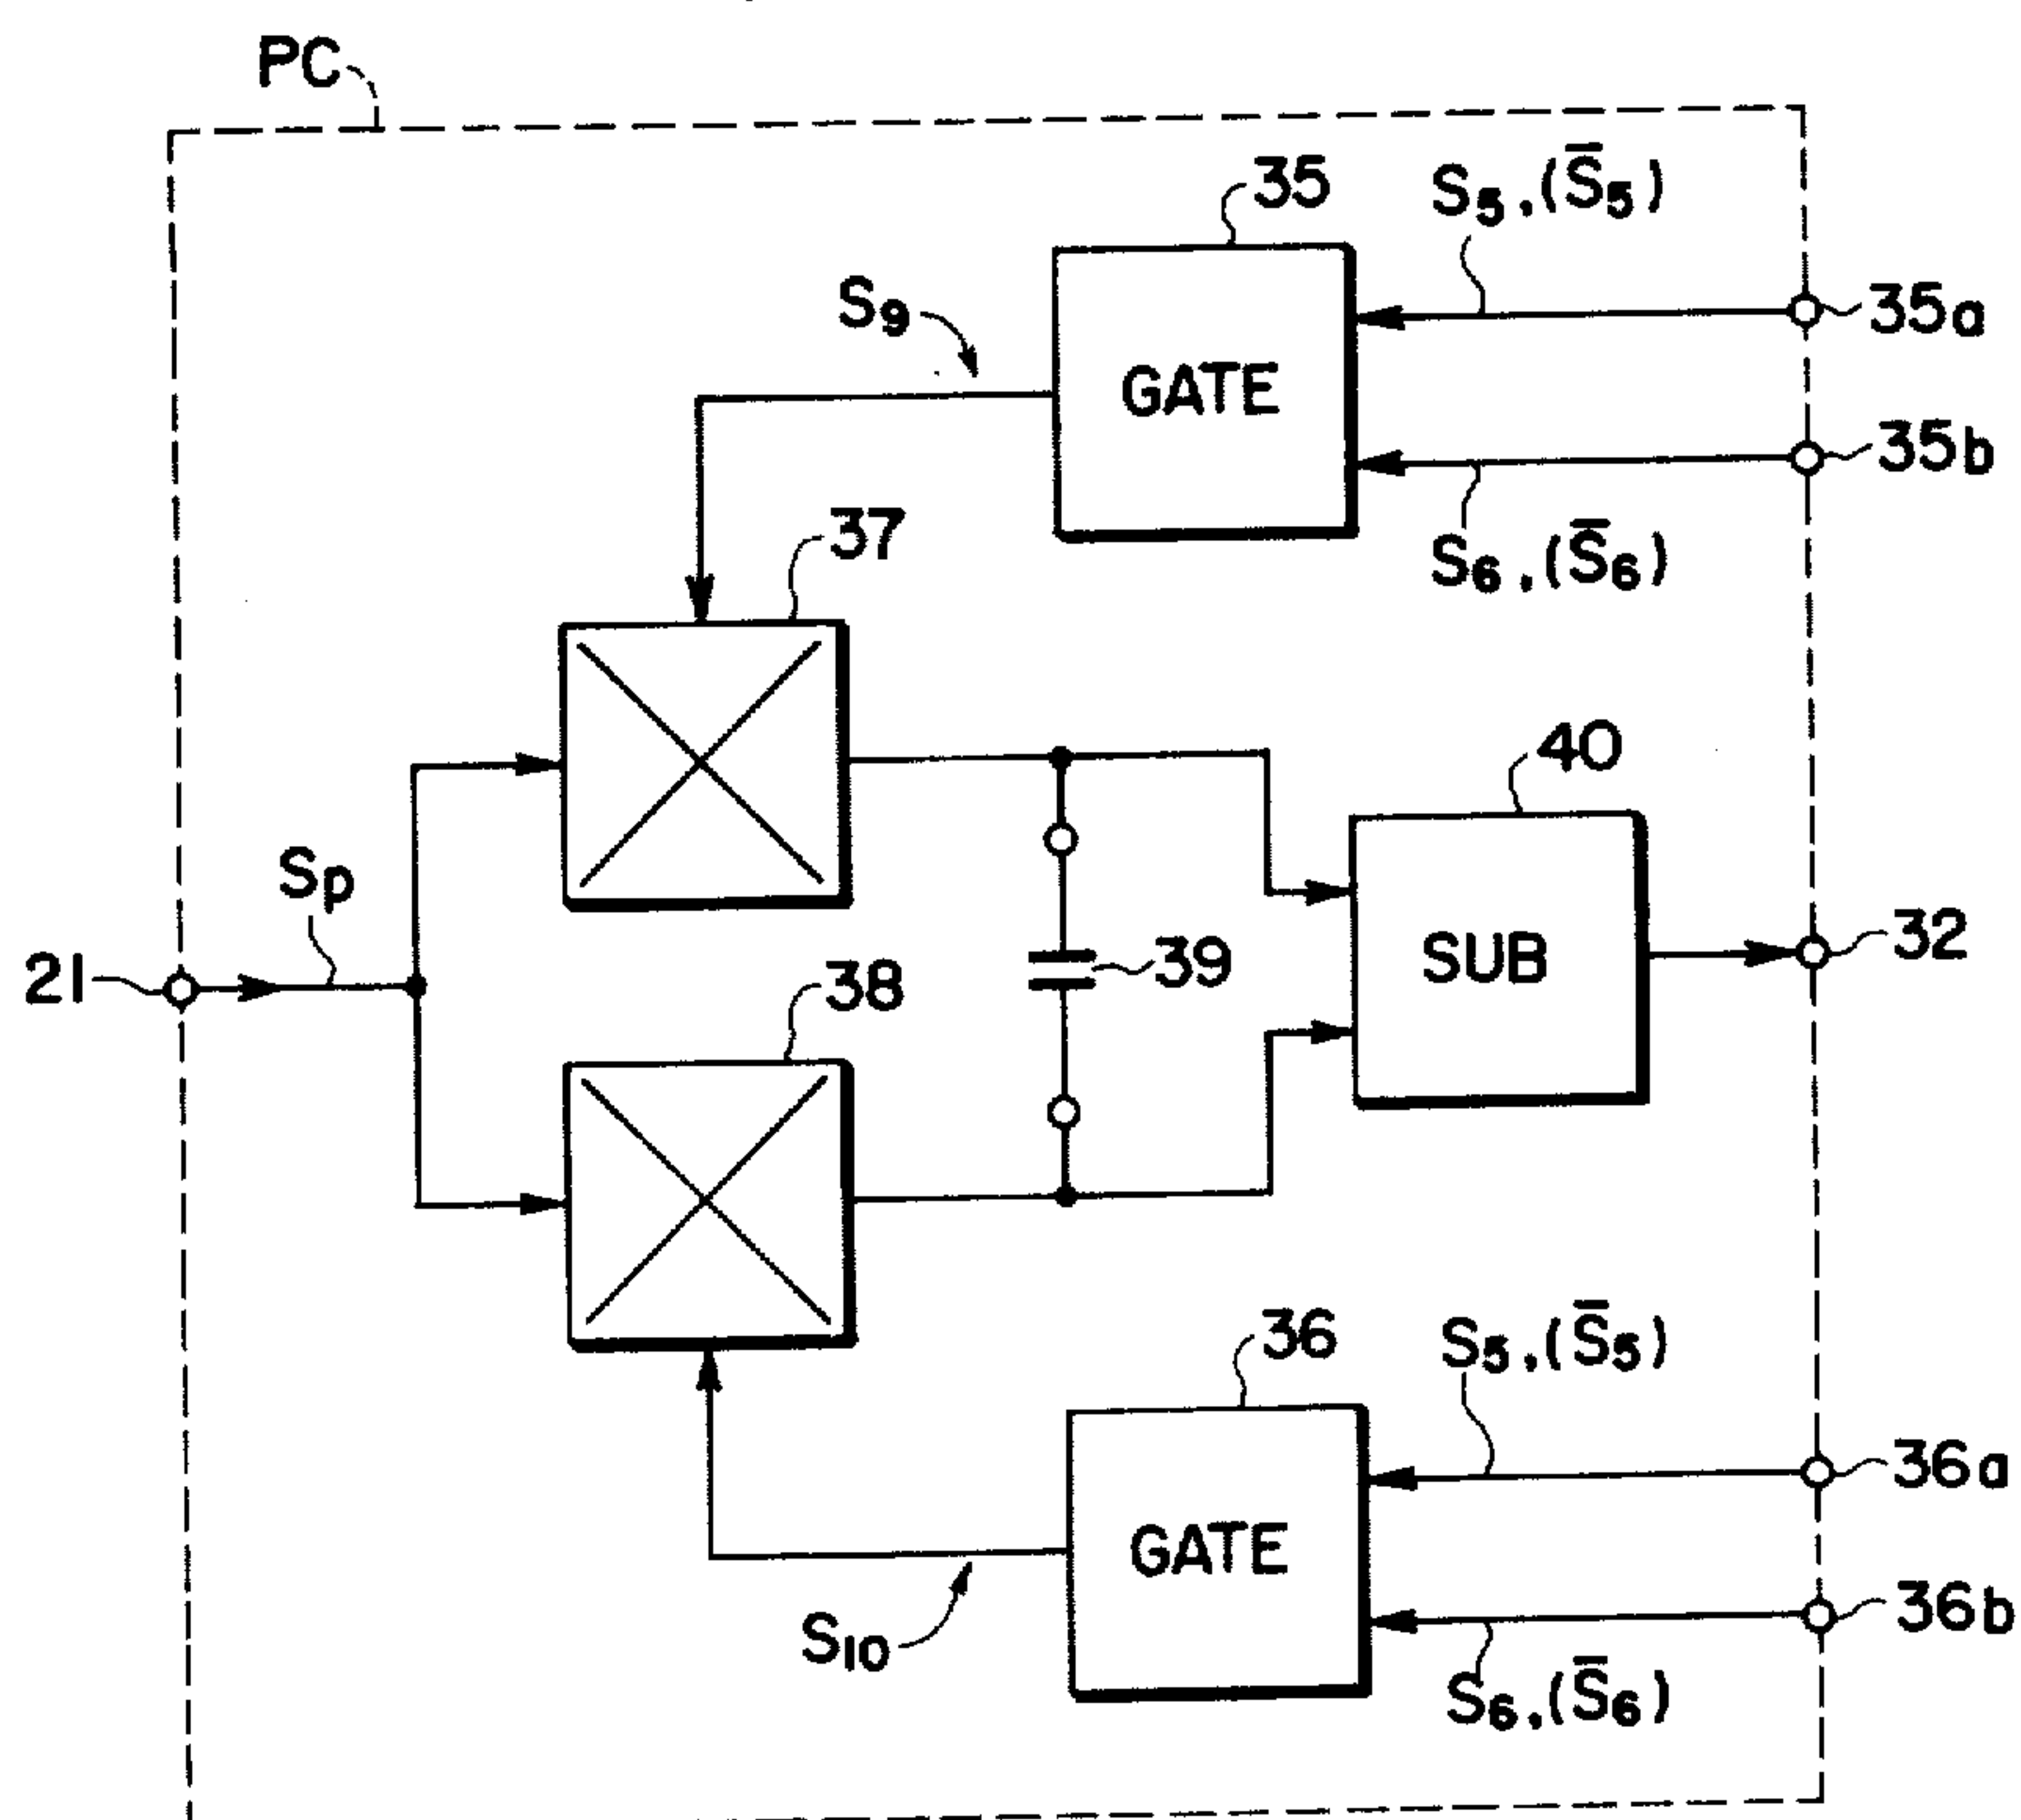 PC
35
S5,(S̅5)
S9
35a
GATE
35b
37
S6,(S̅6)
40
Sp
39
SUB
32
21
38
36
S5,(S̅5)
36a
GATE
36b
S10
S6,(S̅6)